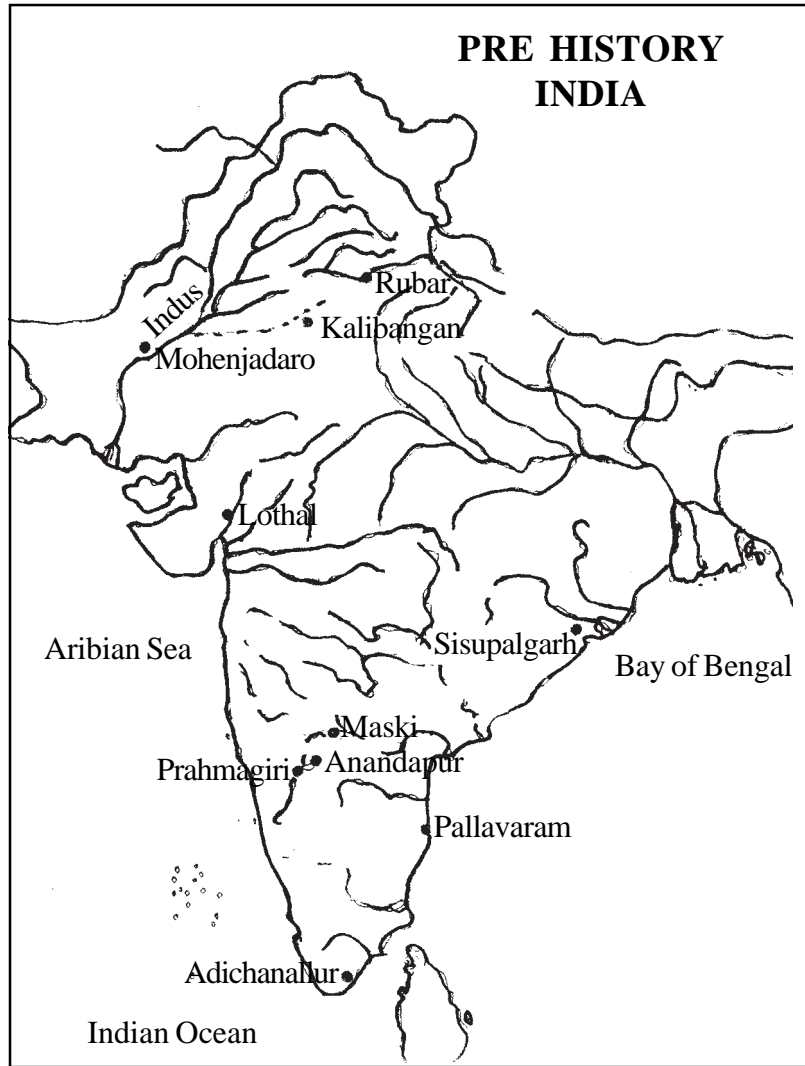 PRE HISTORY
INDIA
Rubar
Indus
Kalibangan
Mohenjadaro
Lothal
Aribian Sea
Sisupalgarh
Bay of Bengal
Maski
Anandapur
Prahmagiri
Pallavaram
Adichanallur
Indian Ocean